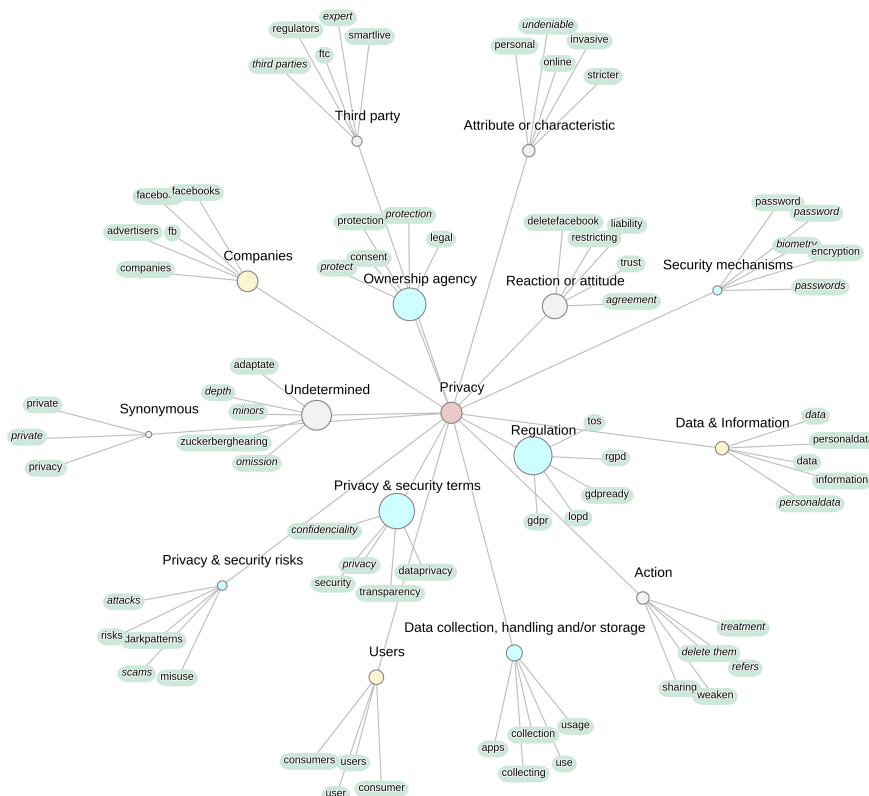 expert
regulators
undeniable
smartlive
invasive
personal
ftc
online
third parties
stricter
Third party
Attribute or characteristic
facebooks
password
password
protection
protection
deletefacebook
liability
advertisers
fb
legal
restricting
biometry
encryption
Companies
consent
trust
Security mechanisms
companies
protect
Ownership agency
Reaction or attitude
passwords
agreement
adaptate
Privacy
depth
Undetermined
private
Synonymous
minors
data
tos
Data & Information
private
zuckerberghearing
Regulation
personaldata
rgpd
data
privacy
omission
information
Privacy & security terms
gdpready
personaldata
confidenciality
gdpr
lopd
Privacy & security risks
privacy
dataprivacy
Action
security
transparency
attacks
Data collection, handling and/or storage
treatment
risks
darkpatterns
Users
delete them
refers
scams
misuse
sharing
weaken
usage
collection
apps
consumers
users
use
collecting
user
consumer